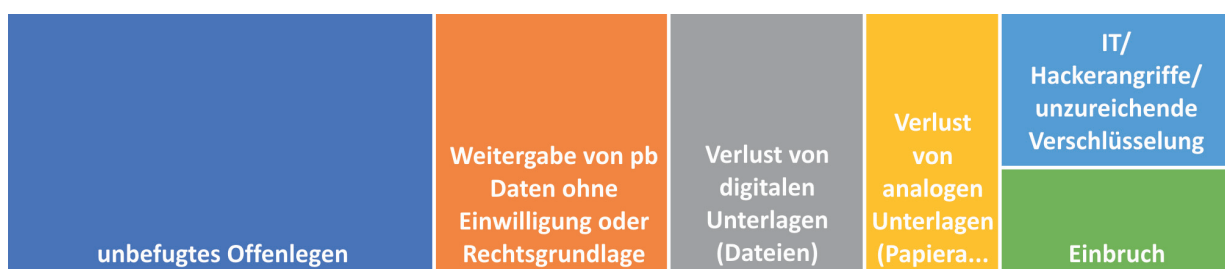 unbefugtes Offenlegen
Weitergabe von pb
Daten ohne
Einwilligung oder
Rechtsgrundlage
Verlust von
digitalen
Unterlagen
(Dateien)
Verlust
von
analogen
Unterlagen
(Papiera...
IT/
Hackerangriffe/
unzureichende
Verschlüsselung
Einbruch